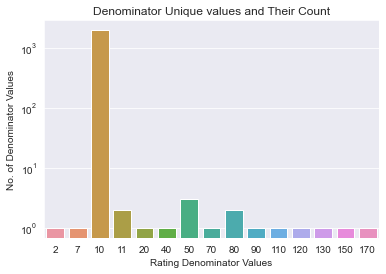 Denominator Unique values and Their Count
No. of Denominator Values
10³
10²
10¹
10⁰
2 7 10 11 20 40 50 70 80 90 110 120 130 150 170
Rating Denominator Values